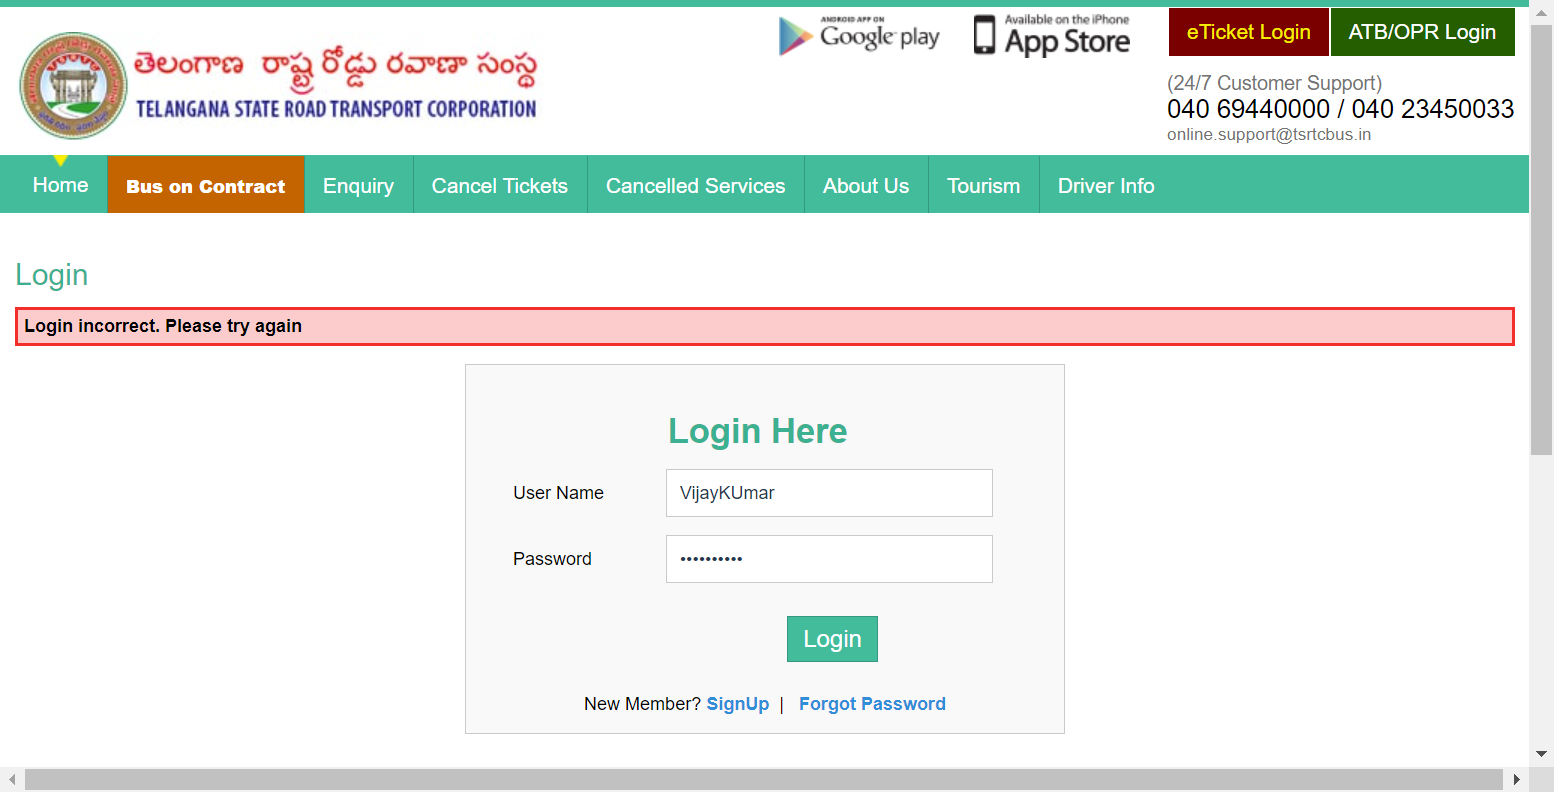 తెలంగాణ రాష్ట్ర రోడ్డు రవాణా సంస్థ
TELANGANA STATE ROAD TRANSPORT CORPORATION
ANDROID APP ON
Google play
Available on the iPhone
App Store
eTicket Login
ATB/OPR Login
(24/7 Customer Support)
040 69440000 / 040 23450033
online.support@tsrtcbus.in
Home
Bus on Contract
Enquiry
Cancel Tickets
Cancelled Services
About Us
Tourism
Driver Info
Login
Login incorrect. Please try again
Login Here
User Name
VijayKUmar
Password
••••••••••
Login
New Member? SignUp | Forgot Password